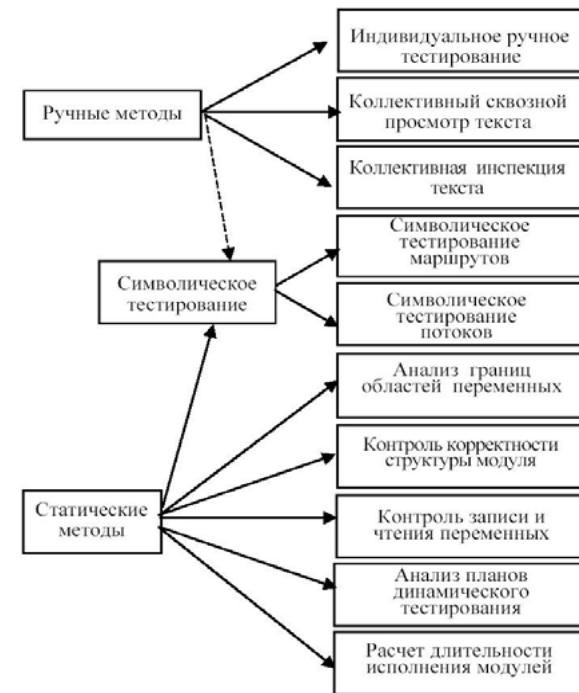 Индивидуальное ручное
тестирование
Ручные методы
Коллективный сквозной
просмотр текста
Коллективная инспекция
текста
Символическое
тестирование
маршрутов
Символическое
тестирование
Символическое
тестирование
потоков
Анализ границ
областей переменных
Контроль корректности
структуры модуля
Статические
методы
Контроль записи и
чтения переменных
Анализ планов
динамического
тестирования
Расчет длительности
исполнения модулей